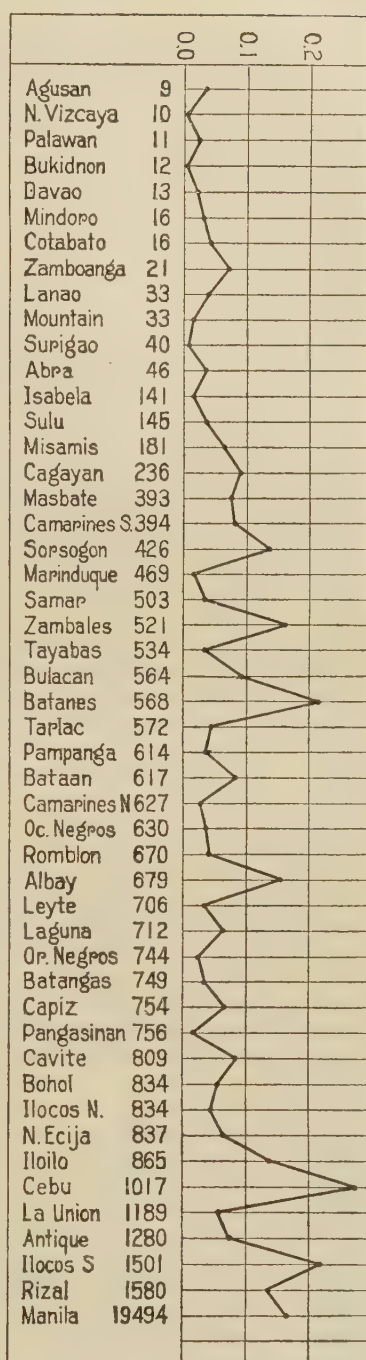 0.0 0.1 0.2
Agusan 9
N. Vizcaya 10
Palawan 11
Bukidnon 12
Davao 13
Mindoro 16
Cotabato 16
Zamboanga 21
Lanao 33
Mountain 33
Surigao 40
Abra 46
Isabela 141
Sulu 145
Misamis 181
Cagayan 236
Masbate 393
Camarines S. 394
Sorsogon 426
Marinduque 469
Samar 503
Zambales 521
Tayabas 534
Bulacan 564
Batanes 568
Tarlac 572
Pampanga 614
Bataan 617
Camarines N 627
Oc. Negros 630
Romblon 670
Albay 679
Leyte 706
Laguna 712
Or. Negros 744
Batangas 749
Capiz 754
Pangasinan 756
Cavite 809
Bohol 834
Ilocos N. 834
N. Ecija 837
Iloilo 865
Cebu 1017
La Union 1189
Antique 1280
Ilocos S 1501
Rizal 1580
Manila 19494